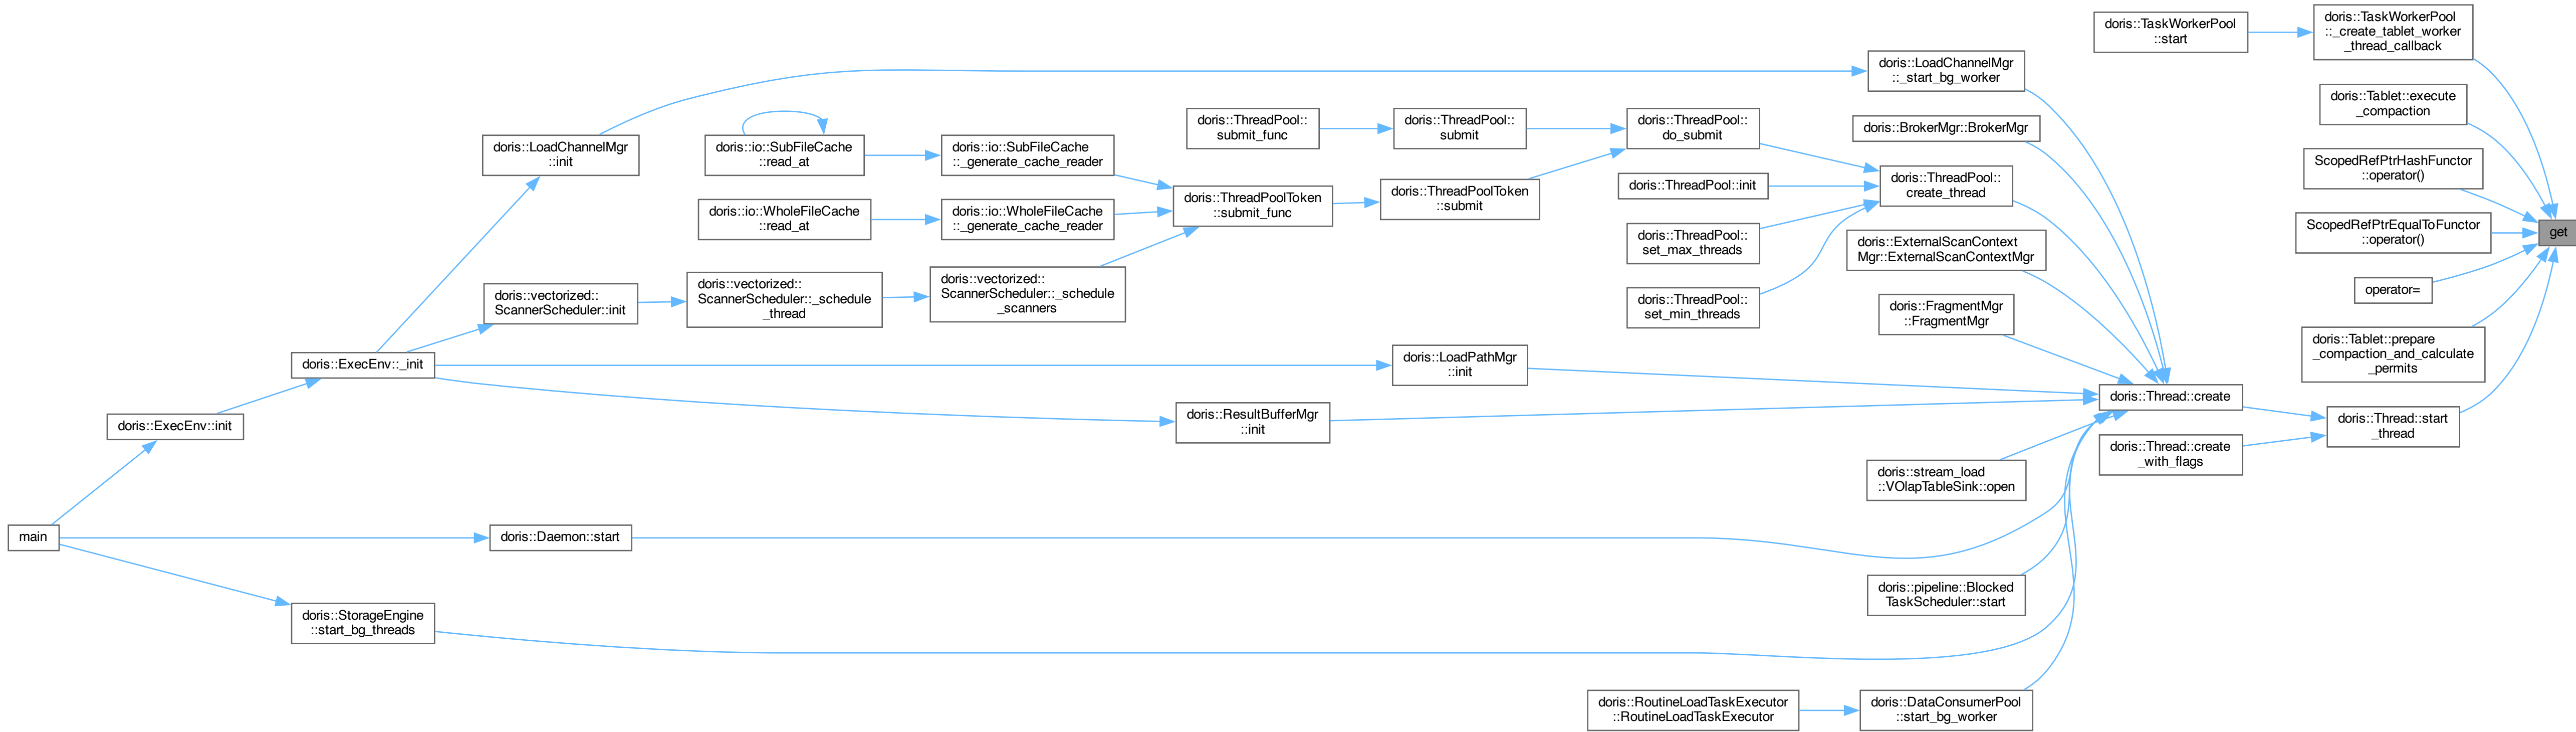 doris::TaskWorkerPool
::start
doris::TaskWorkerPool
::_create_tablet_worker
_thread_callback
doris::LoadChannelMgr
::_start_bg_worker
doris::Tablet::execute
_compaction
doris::LoadChannelMgr
::init
doris::io::SubFileCache
::read_at
doris::io::SubFileCache
::_generate_cache_reader
doris::ThreadPool::
submit_func
doris::ThreadPool::
submit
doris::ThreadPool::
do_submit
doris::BrokerMgr::BrokerMgr
ScopedRefPtrHashFunctor
::operator()
doris::io::WholeFileCache
::read_at
doris::io::WholeFileCache
::_generate_cache_reader
doris::ThreadPoolToken
::submit_func
doris::ThreadPoolToken
::submit
doris::ThreadPool::init
doris::ThreadPool::
create_thread
ScopedRefPtrEqualToFunctor
::operator()
get
doris::ThreadPool::
set_max_threads
doris::ExternalScanContext
Mgr::ExternalScanContextMgr
operator=
doris::vectorized::
ScannerScheduler::init
doris::vectorized::
ScannerScheduler::_schedule
_thread
doris::vectorized::
ScannerScheduler::_schedule
_scanners
doris::ThreadPool::
set_min_threads
doris::FragmentMgr
::FragmentMgr
doris::Tablet::prepare
_compaction_and_calculate
_permits
doris::ExecEnv::_init
doris::LoadPathMgr
::init
doris::Thread::create
doris::ExecEnv::init
doris::ResultBufferMgr
::init
doris::Thread::start
_thread
doris::Thread::create
_with_flags
doris::stream_load
::VOlapTableSink::open
main
doris::Daemon::start
doris::pipeline::Blocked
TaskScheduler::start
doris::StorageEngine
::start_bg_threads
doris::RoutineLoadTaskExecutor
::RoutineLoadTaskExecutor
doris::DataConsumerPool
::start_bg_worker